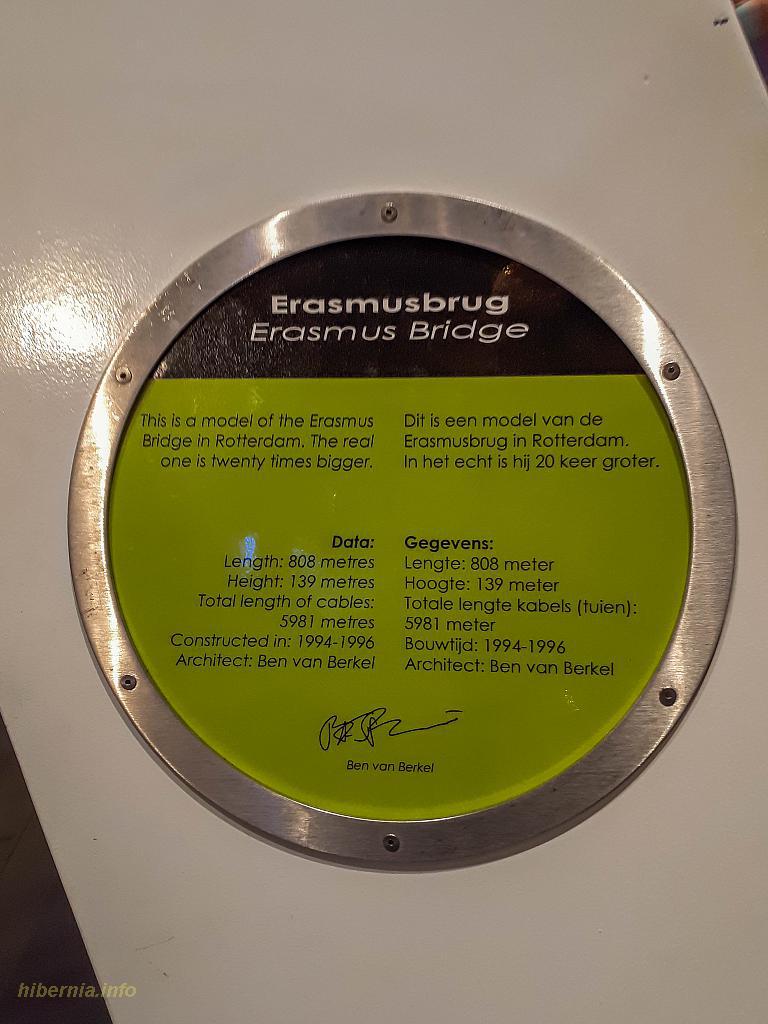 Erasmusbrug
Erasmus Bridge
This is a model of the Erasmus
Bridge in Rotterdam. The real
one is twenty times bigger.
Dit is een model van de
Erasmusbrug in Rotterdam.
In het echt is hij 20 keer groter.
Data:
Length: 808 metres
Height: 139 metres
Total length of cables:
5981 metres
Constructed in: 1994-1996
Architect: Ben van Berkel
Gegevens:
Lengte: 808 meter
Hoogte: 139 meter
Totale lengte kabels (tuien):
5981 meter
Bouwtijd: 1994-1996
Architect: Ben van Berkel
Ben van Berkel
hibernia.info